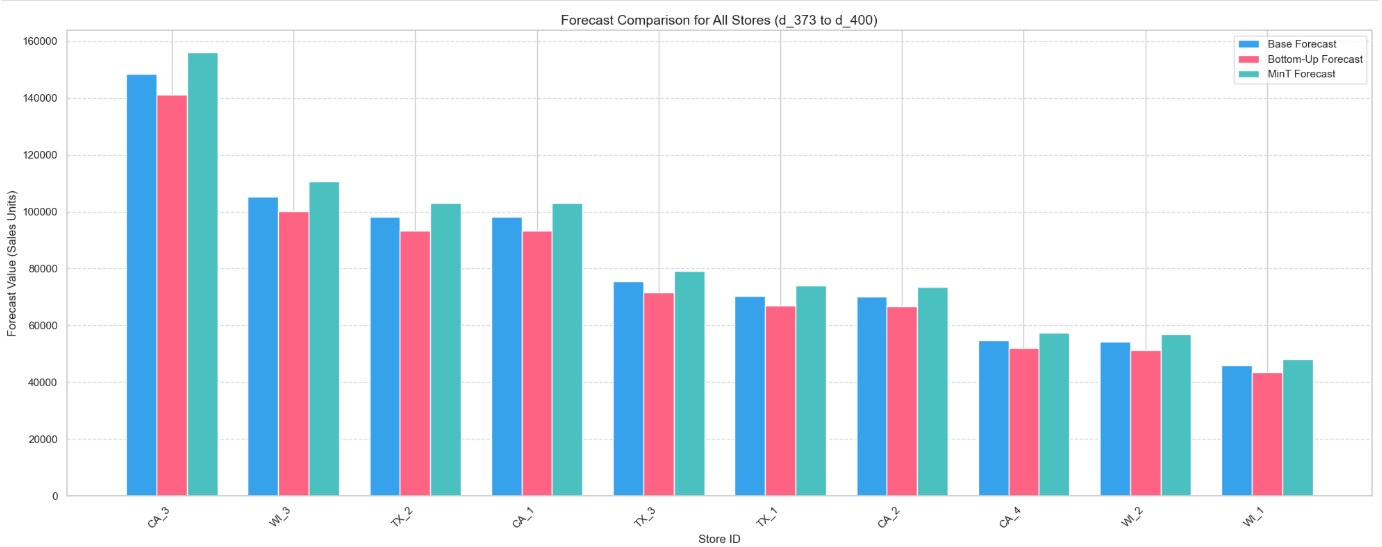 Forecast Comparison for All Stores (d_373 to d_400)
Base Forecast
Bottom-Up Forecast
MinT Forecast
Forecast Value (Sales Units)
160000
140000
120000
100000
80000
60000
40000
20000
0
CA_3
WI_3
TX_2
CA_1
TX_3
TX_1
CA_2
CA_4
WI_2
WI_1
Store ID